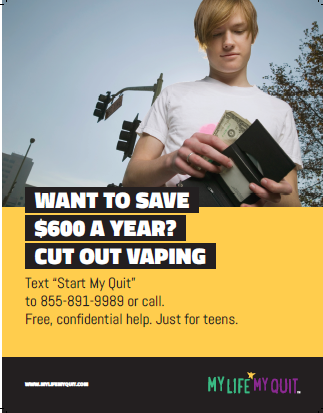 WANT TO SAVE
$600 A YEAR?
CUT OUT VAPING
Text “Start My Quit”
to 855-891-9989 or call.
Free, confidential help. Just for teens.
WWW.MYLIFEMYQUIT.COM
MY LIFE MY QUIT™